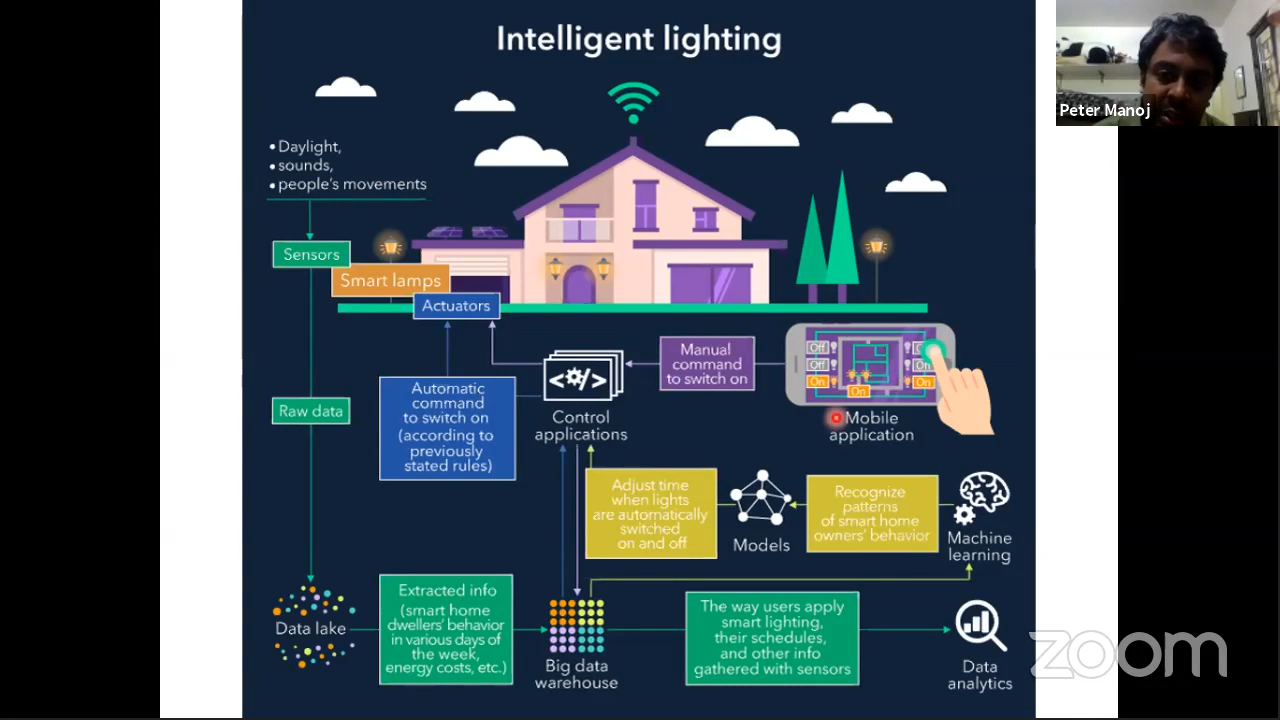 Intelligent lighting
Peter Manoj
• Daylight,
• sounds,
• people's movements
Sensors
Smart lamps
Actuators
Manual
command
to switch on
Off
Off
On
On
On
On
Mobile
application
Automatic
command
to switch on
(according to
previously
stated rules)
</>
Control
applications
Raw data
Adjust time
when lights
are automatically
switched
on and off
Models
Recognize
patterns
of smart home
owners' behavior
Machine
learning
Data lake
Extracted info
(smart home
dwellers' behavior
in various days of
the week,
energy costs, etc.)
Big data
warehouse
The way users apply
smart lighting,
their schedules,
and other info
gathered with sensors
Data
analytics
zoom